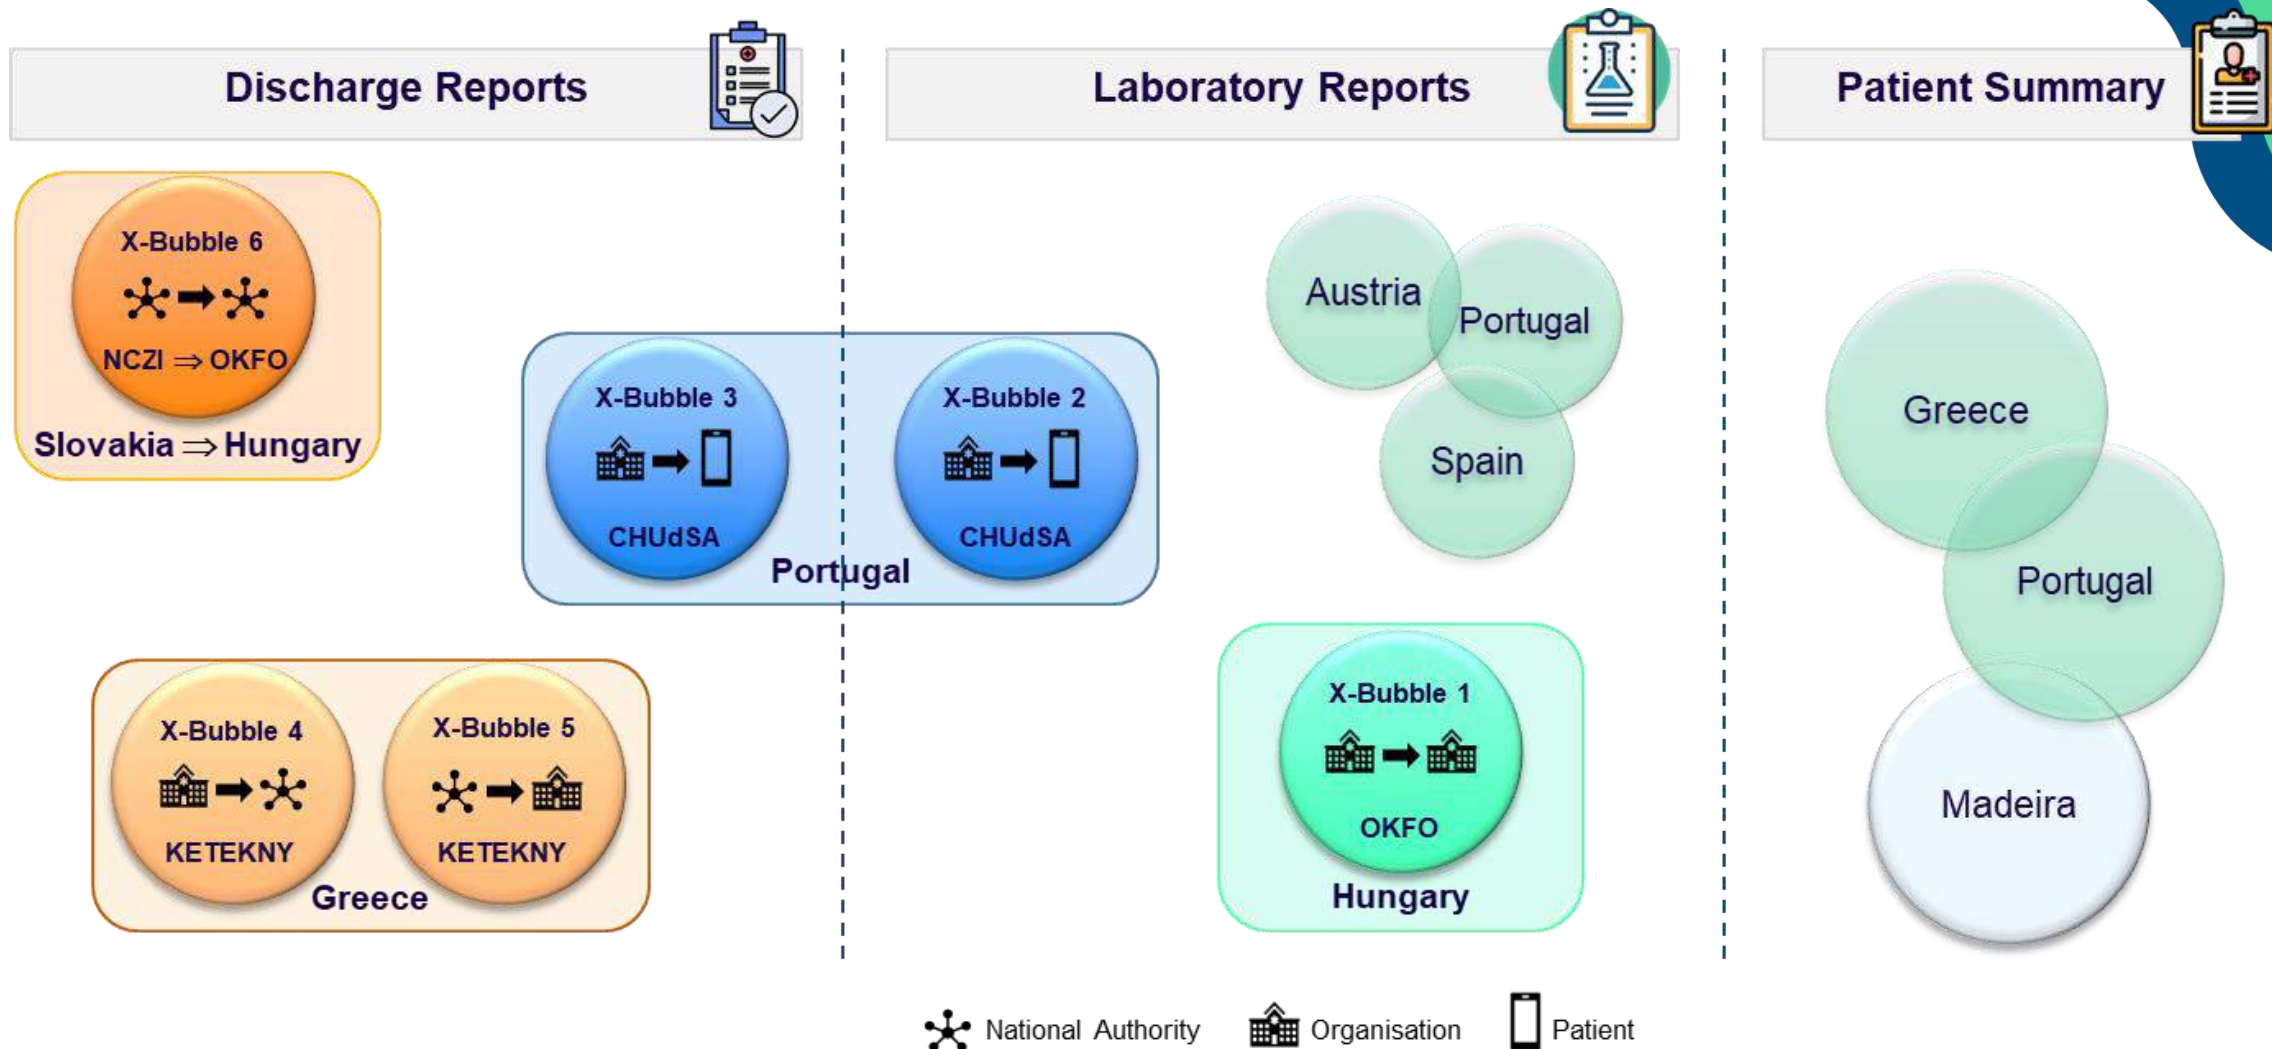 Discharge Reports
Laboratory Reports
Patient Summary
X-Bubble 6
NCZI ⇒ OKFO
Slovakia ⇒ Hungary
X-Bubble 3
CHUdSA
X-Bubble 2
CHUdSA
Portugal
X-Bubble 4
KETEKNY
X-Bubble 5
KETEKNY
Greece
Austria
Portugal
Spain
X-Bubble 1
OKFO
Hungary
Greece
Portugal
Madeira
National Authority
Organisation
Patient